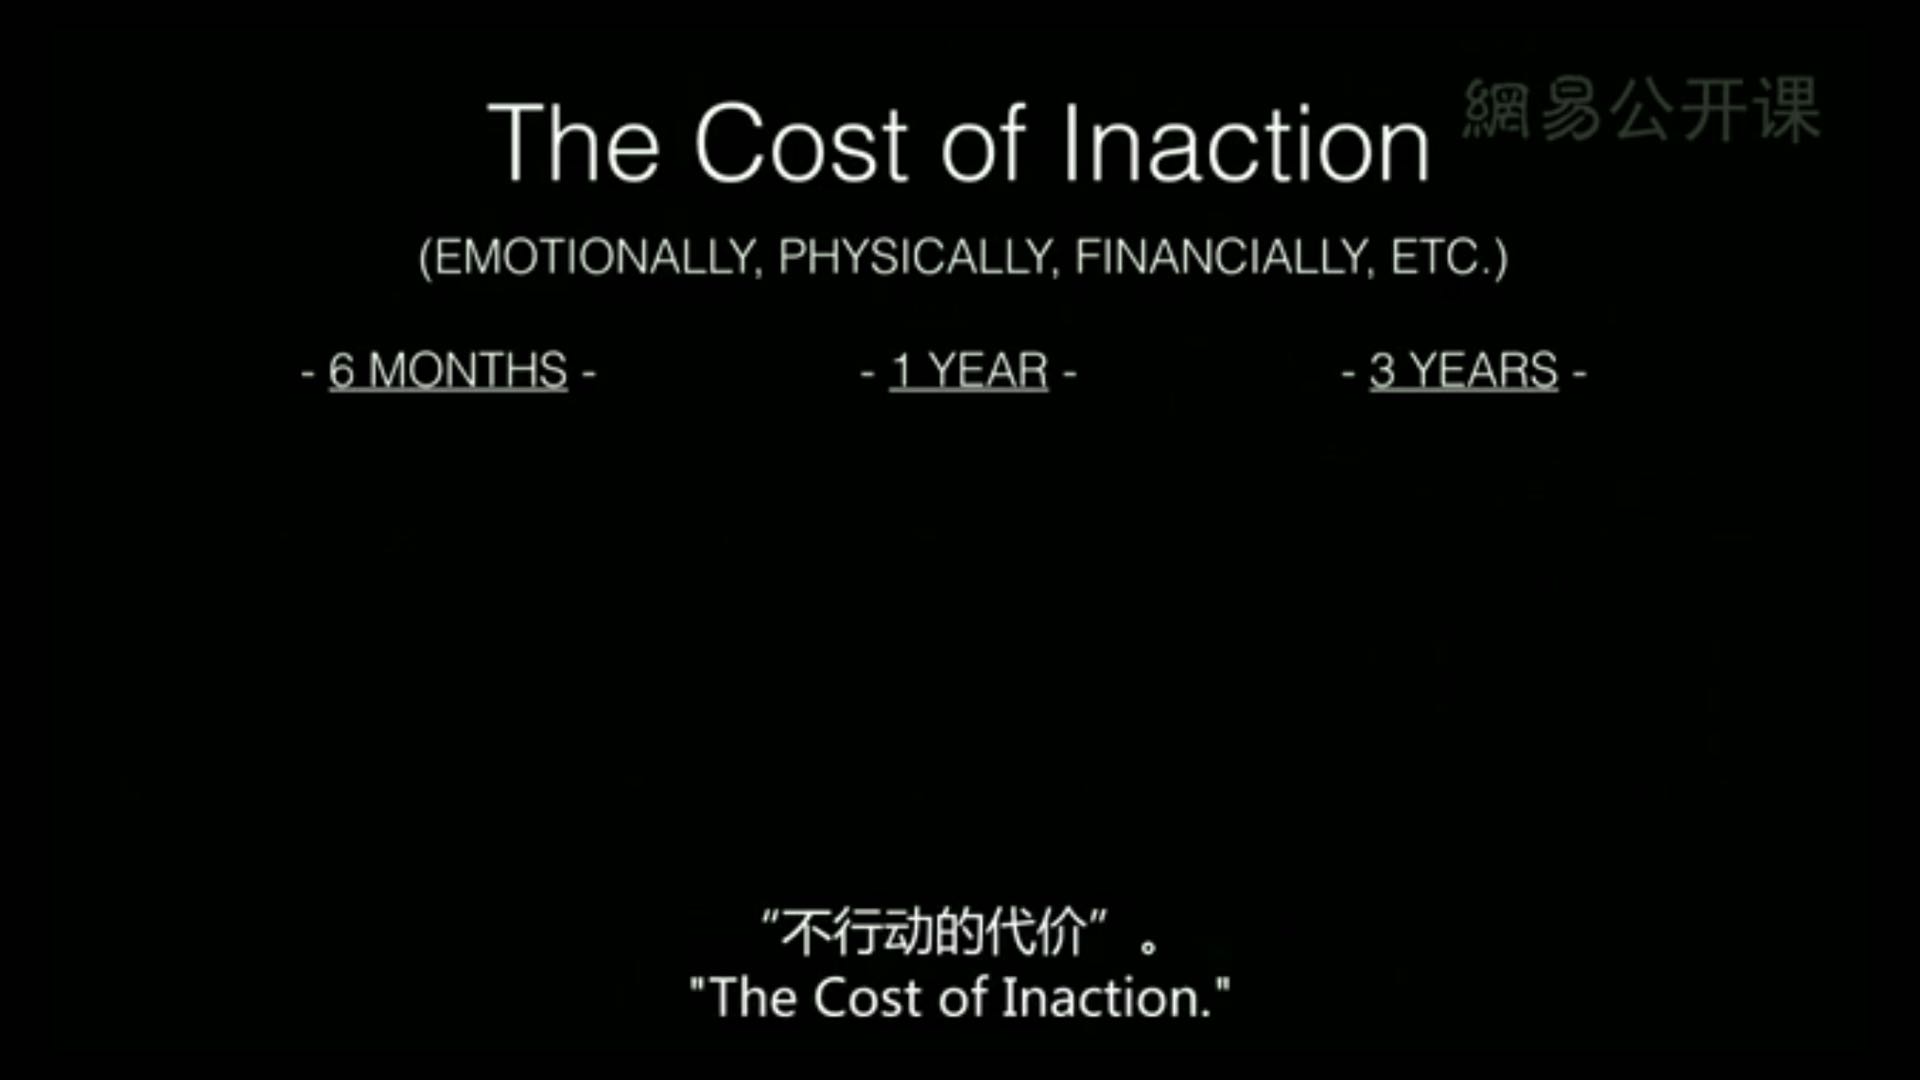 The Cost of Inaction
網易公开课
(EMOTIONALLY, PHYSICALLY, FINANCIALLY, ETC.)
- 6 MONTHS - - 1 YEAR - - 3 YEARS -
“不行动的代价”。
"The Cost of Inaction."